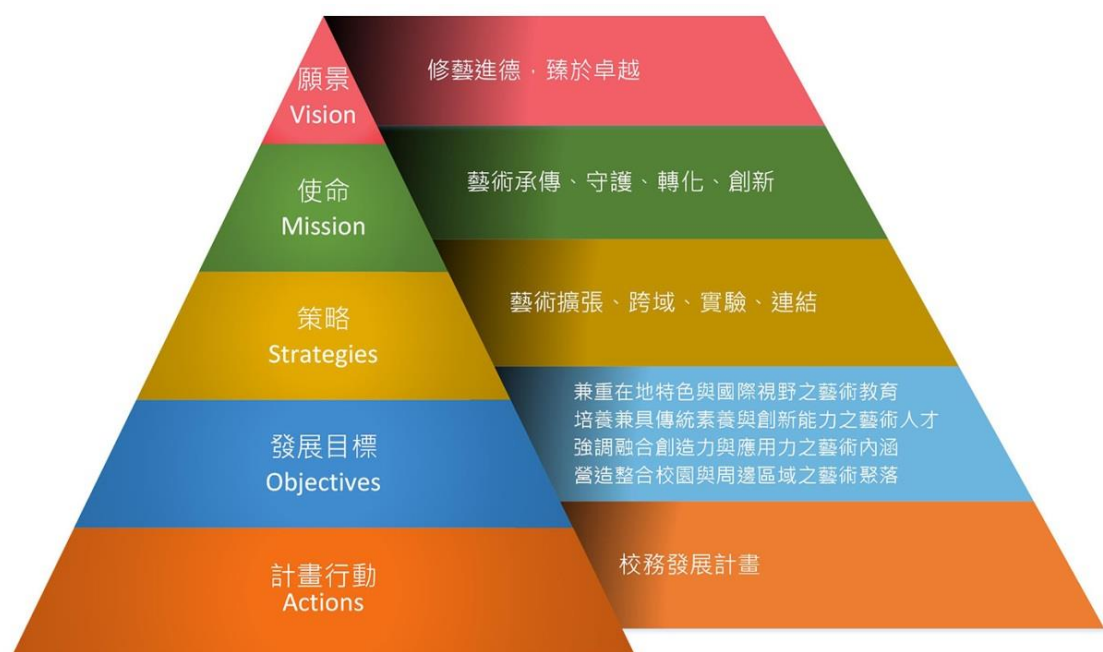 願景
Vision
修藝進德，臻於卓越
使命
Mission
藝術承傳、守護、轉化、創新
策略
Strategies
藝術擴張、跨域、實驗、連結
發展目標
Objectives
兼重在地特色與國際視野之藝術教育
培養兼具傳統素養與創新能力之藝術人才
強調融合創造力與應用力之藝術內涵
營造整合校園與周邊區域之藝術聚落
計畫行動
Actions
校務發展計畫